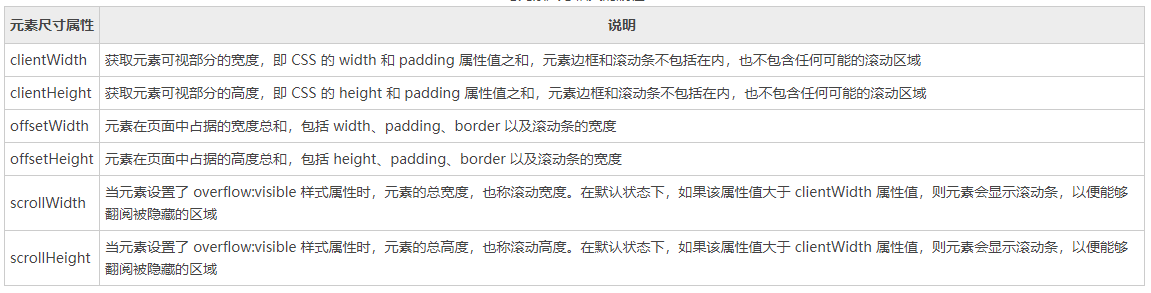 元素尺寸属性 说明
clientWidth 获取元素可视部分的宽度，即 CSS 的 width 和 padding 属性值之和，元素边框和滚动条不包括在内，也不包含任何可能的滚动区域
clientHeight 获取元素可视部分的高度，即 CSS 的 height 和 padding 属性值之和，元素边框和滚动条不包括在内，也不包含任何可能的滚动区域
offsetWidth 元素在页面中占据的宽度总和，包括 width、padding、border 以及滚动条的宽度
offsetHeight 元素在页面中占据的高度总和，包括 height、padding、border 以及滚动条的宽度
scrollWidth 当元素设置了 overflow:visible 样式属性时，元素的总宽度，也称滚动宽度。在默认状态下，如果该属性值大于 clientWidth 属性值，则元素会显示滚动条，以便能够
翻阅被隐藏的区域
scrollHeight 当元素设置了 overflow:visible 样式属性时，元素的总高度，也称滚动高度。在默认状态下，如果该属性值大于 clientWidth 属性值，则元素会显示滚动条，以便能够
翻阅被隐藏的区域